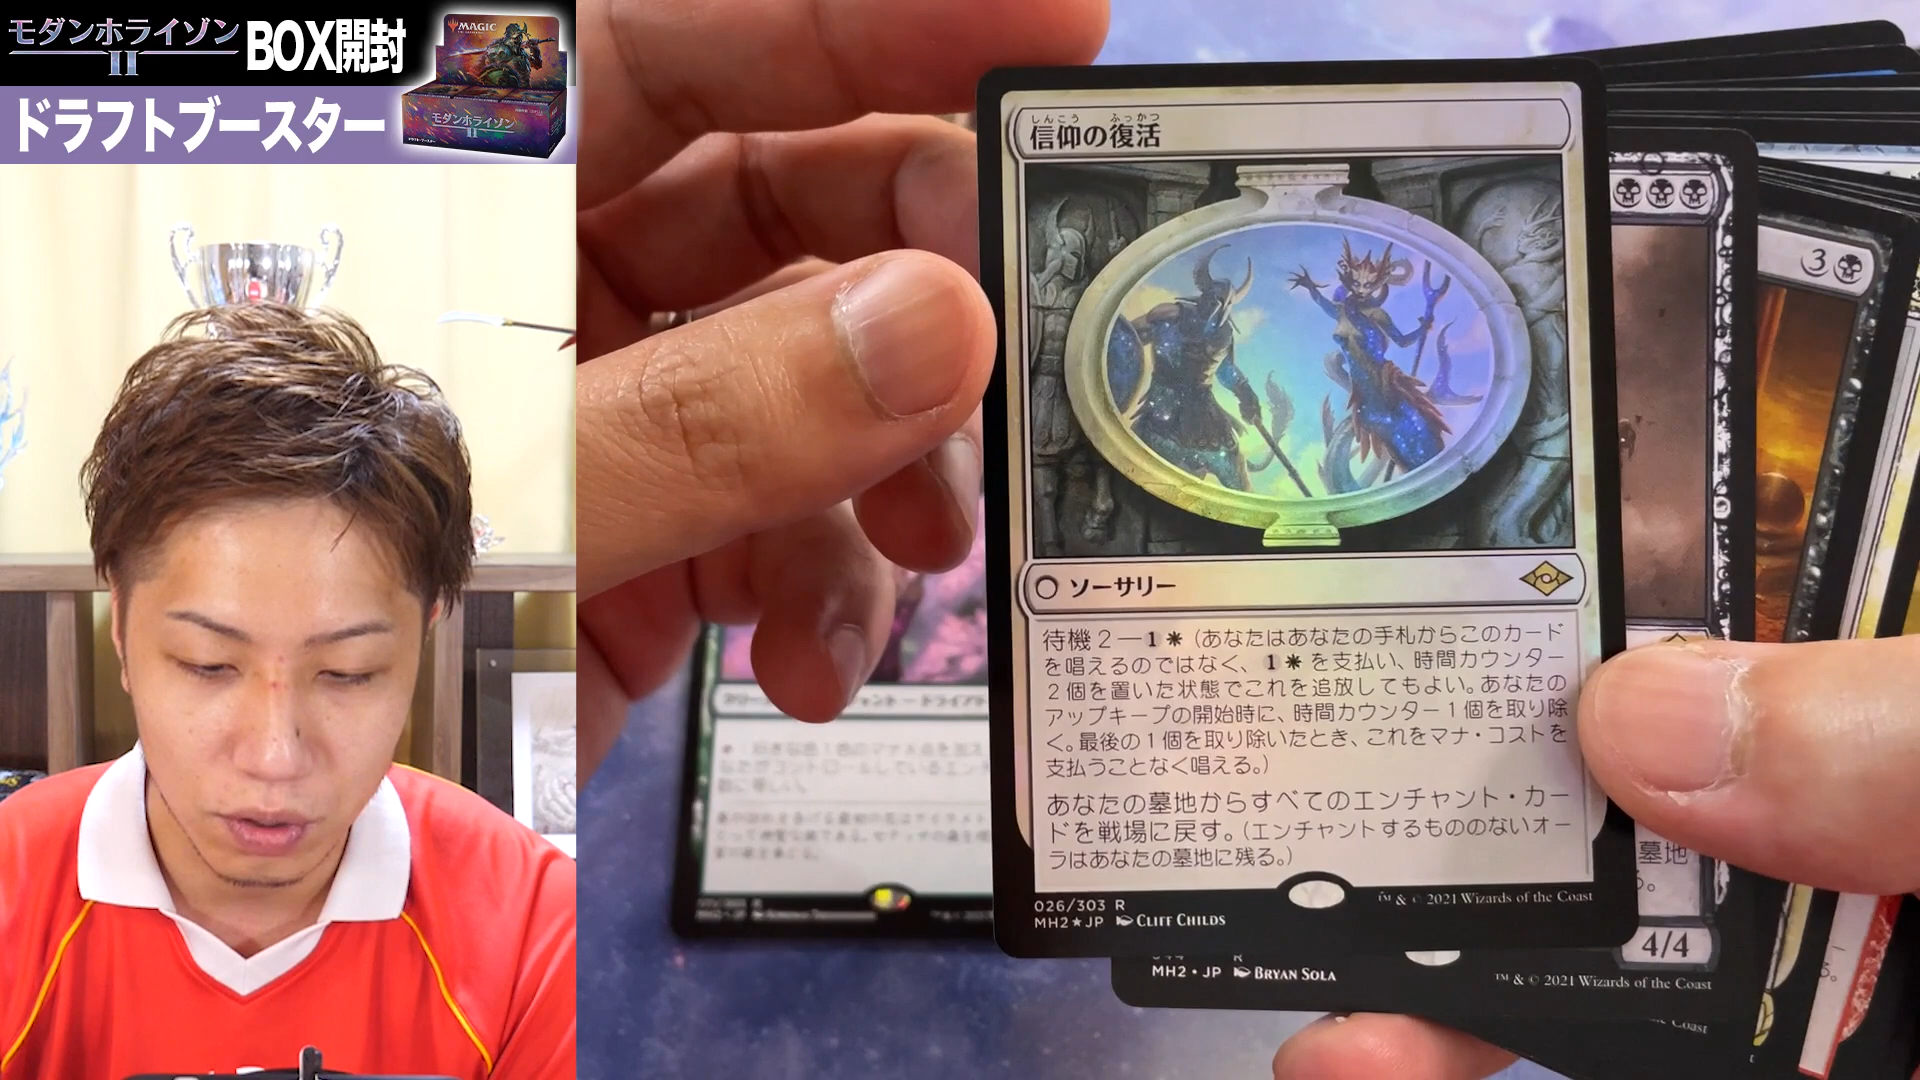 モダンホライゾン
II
BOX開封
ドラフトブースター
MAGIC
モダンホライゾン
II
しんこう ふっかつ
信仰の復活
ソーサリー
待機2―1(あなたはあなたの手札からこのカード
を唱えるのではなく、1を支払い、時間カウンター
2個を置いた状態でこれを追放してもよい。あなたの
アップキープの開始時に、時間カウンター1個を取り除
く。最後の1個を取り除いたとき、これをマナ・コストを
支払うことなく唱える。)
あなたの墓地からすべてのエンチャント・カー
ドを戦場に戻す。(エンチャントするもののないオー
ラはあなたの墓地に残る。)
026/303 R
MH2★JP CLIFF CHILDS
™ & © 2021 Wizards of the Coast
3
墓地
る。
4/4
R
MH2・JP BRYAN SOLA
™ & © 2021 Wizards of the Coast
the Coast